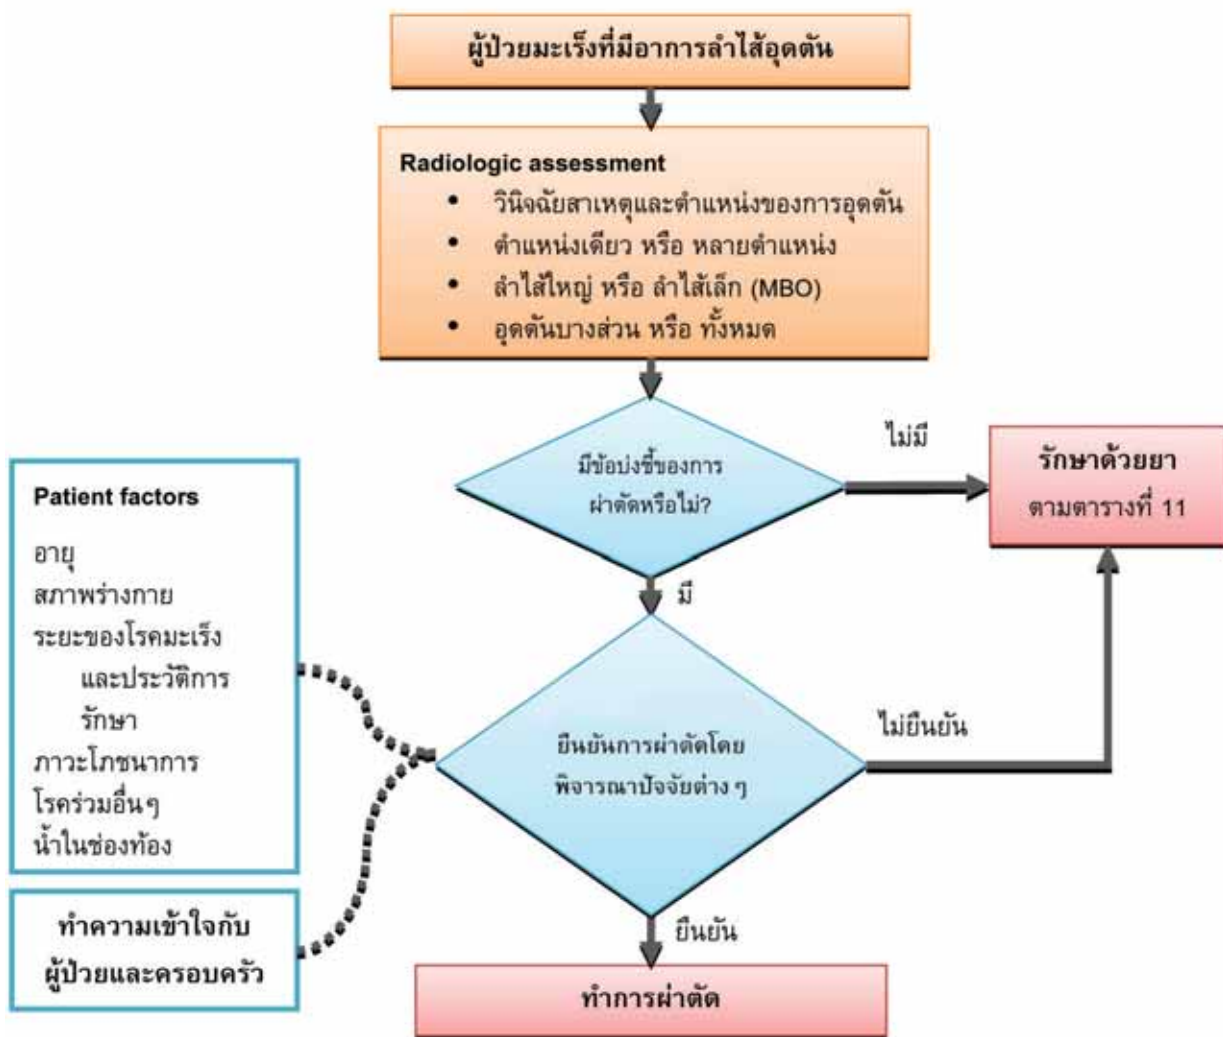 ผู้ป่วยมะเร็งที่มีอาการลำไส้อุดตัน
Radiologic assessment
• วินิจฉัยสาเหตุและตำแหน่งของการอุดตัน
• ตำแหน่งเดียว หรือ หลายตำแหน่ง
• ลำไส้ใหญ่ หรือ ลำไส้เล็ก (MBO)
• อุดตันบางส่วน หรือ ทั้งหมด
มีข้อบ่งชี้ของการ
ผ่าตัดหรือไม่?
ไม่มี
รักษาด้วยยา
ตามตารางที่ 11
มี
Patient factors
อายุ
สภาพร่างกาย
ระยะของโรคมะเร็ง
และประวัติการ
รักษา
ภาวะโภชนาการ
โรคร่วมอื่นๆ
น้ำในช่องท้อง
ยืนยันการผ่าตัดโดย
พิจารณาปัจจัยต่างๆ
ไม่ยืนยัน
ทำความเข้าใจกับ
ผู้ป่วยและครอบครัว
ยืนยัน
ทำการผ่าตัด